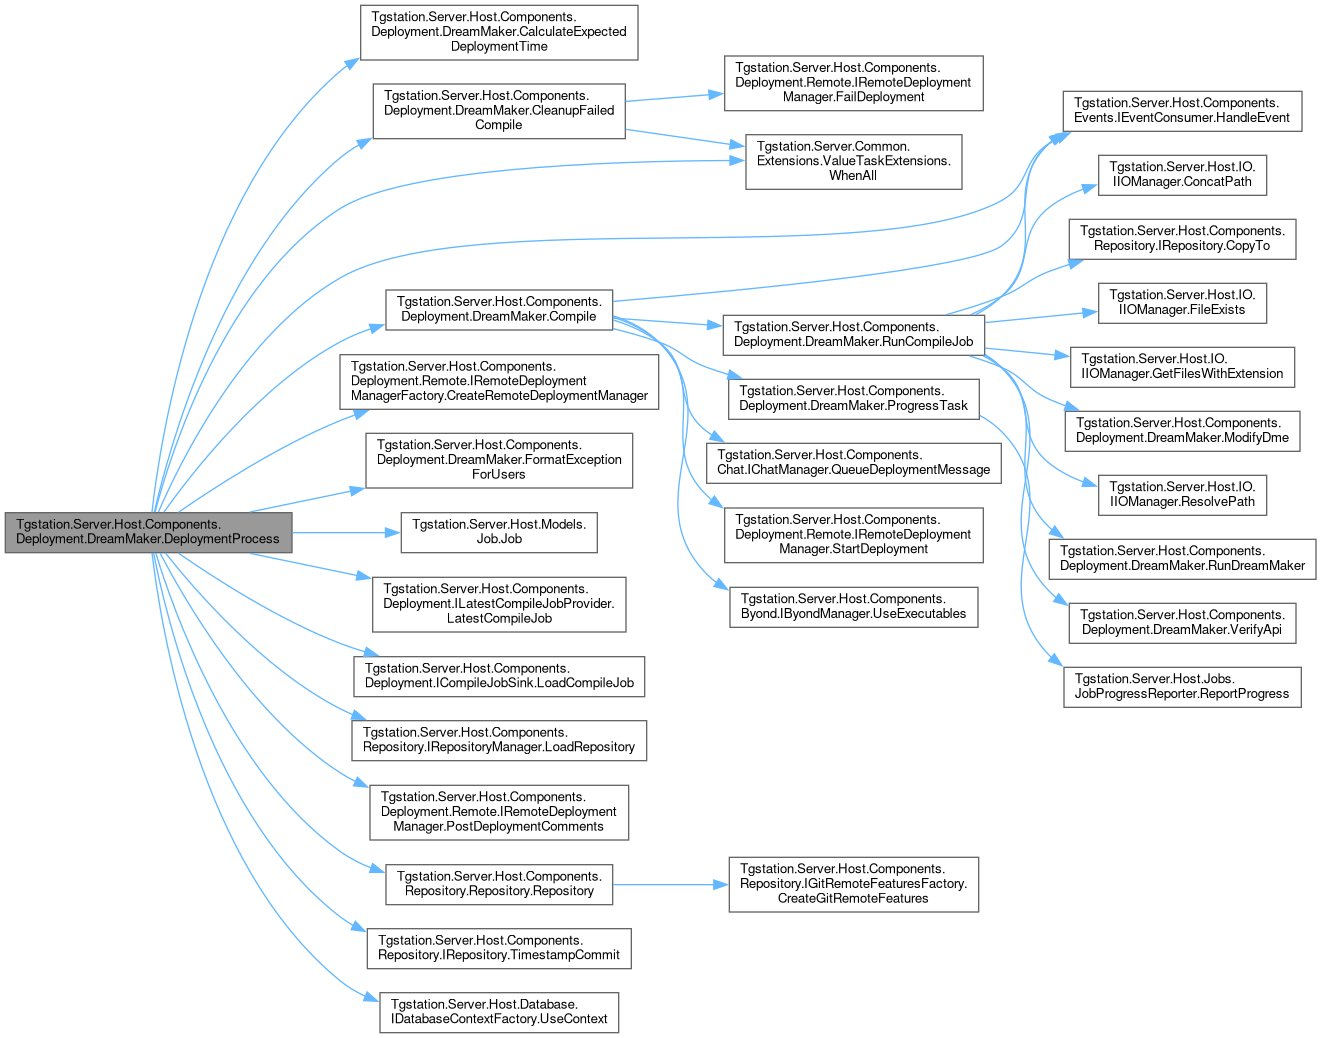 Tgstation.Server.Host.Components.
Deployment.DreamMaker.DeploymentProcess
Tgstation.Server.Host.Components.
Deployment.DreamMaker.CalculateExpected
DeploymentTime
Tgstation.Server.Host.Components.
Deployment.DreamMaker.CleanupFailed
Compile
Tgstation.Server.Host.Components.
Deployment.DreamMaker.Compile
Tgstation.Server.Host.Components.
Deployment.Remote.IRemoteDeployment
ManagerFactory.CreateRemoteDeploymentManager
Tgstation.Server.Host.Components.
Deployment.DreamMaker.FormatException
ForUsers
Tgstation.Server.Host.Models.
Job.Job
Tgstation.Server.Host.Components.
Deployment.ILatestCompileJobProvider.
LatestCompileJob
Tgstation.Server.Host.Components.
Deployment.ICompileJobSink.LoadCompileJob
Tgstation.Server.Host.Components.
Repository.IRepositoryManager.LoadRepository
Tgstation.Server.Host.Components.
Deployment.Remote.IRemoteDeployment
Manager.PostDeploymentComments
Tgstation.Server.Host.Components.
Repository.Repository.Repository
Tgstation.Server.Host.Components.
Repository.IRepository.TimestampCommit
Tgstation.Server.Host.Database.
IDatabaseContextFactory.UseContext
Tgstation.Server.Host.Components.
Deployment.Remote.IRemoteDeployment
Manager.FailDeployment
Tgstation.Server.Common.
Extensions.ValueTaskExtensions.
WhenAll
Tgstation.Server.Host.Components.
Deployment.DreamMaker.RunCompileJob
Tgstation.Server.Host.Components.
Deployment.DreamMaker.ProgressTask
Tgstation.Server.Host.Components.
Chat.IChatManager.QueueDeploymentMessage
Tgstation.Server.Host.Components.
Deployment.Remote.IRemoteDeployment
Manager.StartDeployment
Tgstation.Server.Host.Components.
Byond.IByondManager.UseExecutables
Tgstation.Server.Host.Components.
Repository.IGitRemoteFeaturesFactory.
CreateGitRemoteFeatures
Tgstation.Server.Host.Components.
Events.IEventConsumer.HandleEvent
Tgstation.Server.Host.IO.
IIOManager.ConcatPath
Tgstation.Server.Host.Components.
Repository.IRepository.CopyTo
Tgstation.Server.Host.IO.
IIOManager.FileExists
Tgstation.Server.Host.IO.
IIOManager.GetFilesWithExtension
Tgstation.Server.Host.Components.
Deployment.DreamMaker.ModifyDme
Tgstation.Server.Host.IO.
IIOManager.ResolvePath
Tgstation.Server.Host.Components.
Deployment.DreamMaker.RunDreamMaker
Tgstation.Server.Host.Components.
Deployment.DreamMaker.VerifyApi
Tgstation.Server.Host.Jobs.
JobProgressReporter.ReportProgress